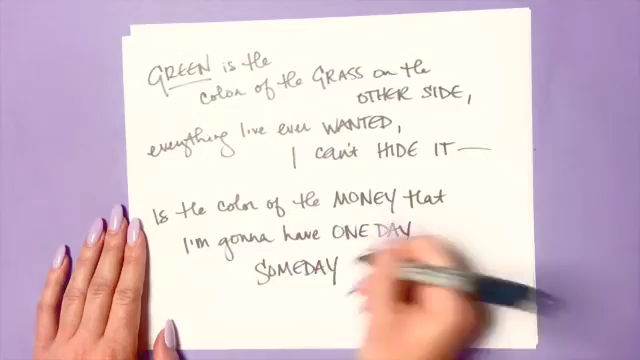 GREEN is the
color of the GRASS on the
OTHER SIDE,
everything I've ever WANTED,
I can't HIDE IT —
Is the color of the MONEY that
I'm gonna have ONE DAY
SOMEDAY